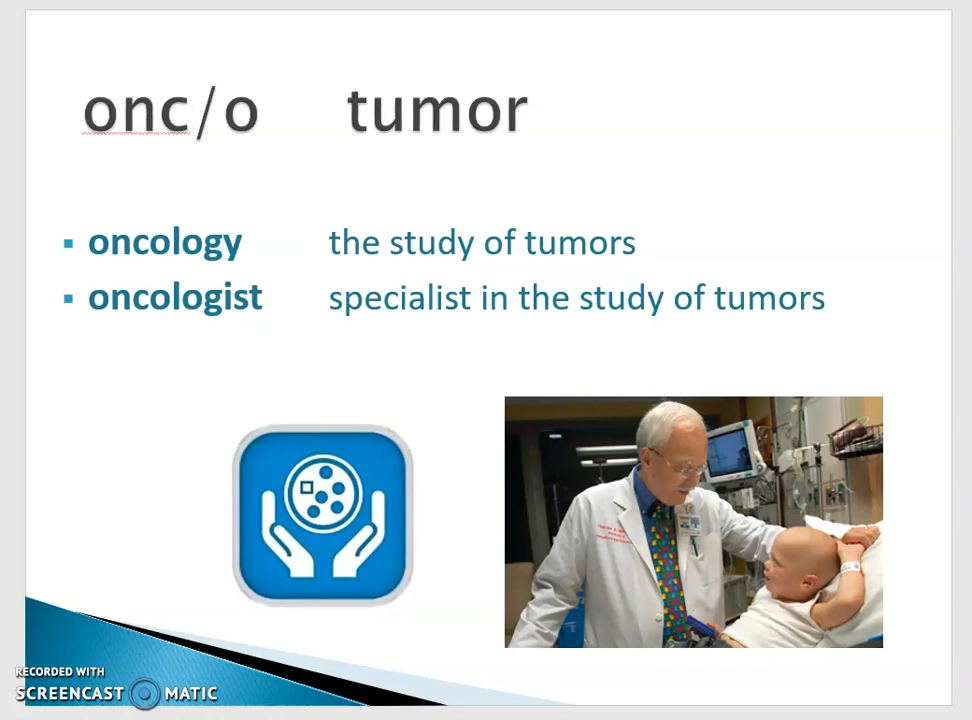 onc/o tumor
▪ oncology the study of tumors
▪ oncologist specialist in the study of tumors
RECORDED WITH
SCREENCAST MATIC